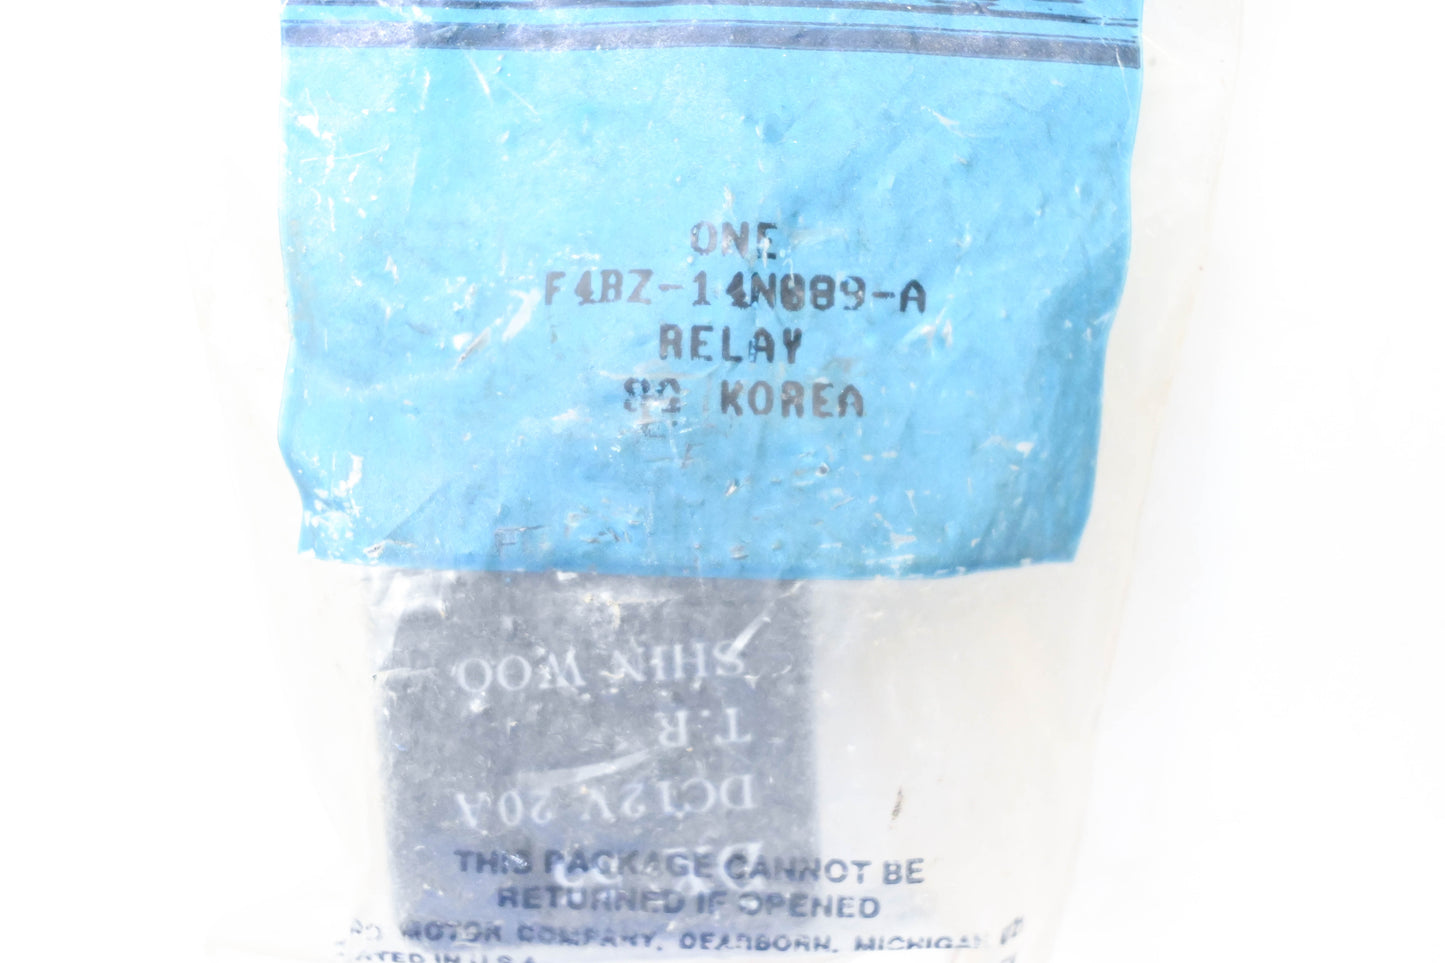 ONE
F4BZ-14N089-A
RELAY
KOREA
SHIN WOO
T.R
DC12V 20A
THIS PACKAGE CANNOT BE
RETURNED IF OPENED
MOTOR COMPANY, DEARBORN, MICHIGAN
IN U.S.A.